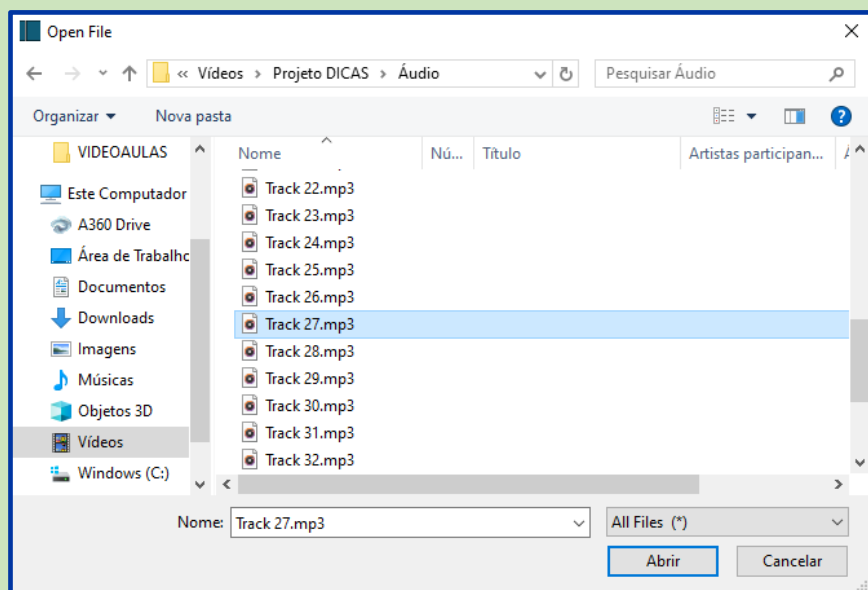 Open File
« Vídeos > Projeto DICAS > Áudio
Pesquisar Áudio
Organizar
Nova pasta
VIDEOAULAS
Este Computador
A360 Drive
Área de Trabalho
Documentos
Downloads
Imagens
Músicas
Objetos 3D
Vídeos
Windows (C:)
Nome Nú... Título Artistas participan...
Track 22.mp3
Track 23.mp3
Track 24.mp3
Track 25.mp3
Track 26.mp3
Track 27.mp3
Track 28.mp3
Track 29.mp3
Track 30.mp3
Track 31.mp3
Track 32.mp3
Nome: Track 27.mp3
All Files (*)
Abrir
Cancelar